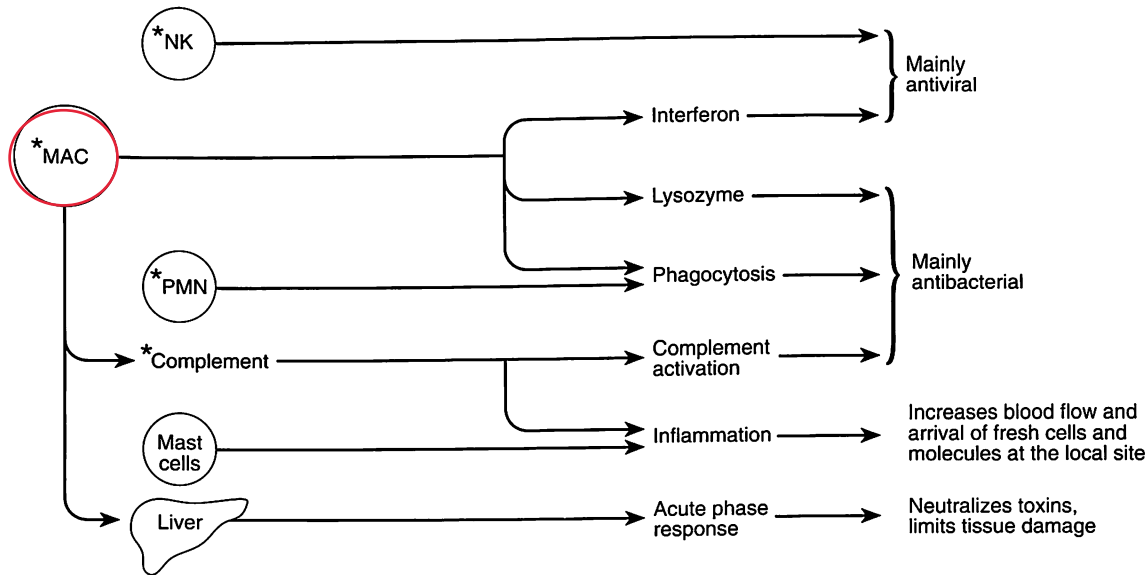 *NK
Mainly
antiviral
Interferon
*MAC
Lysozyme
*PMN
Phagocytosis
Mainly
antibacterial
*Complement
Complement
activation
Mast
cells
Inflammation
Increases blood flow and
arrival of fresh cells and
molecules at the local site
Liver
Acute phase
response
Neutralizes toxins,
limits tissue damage